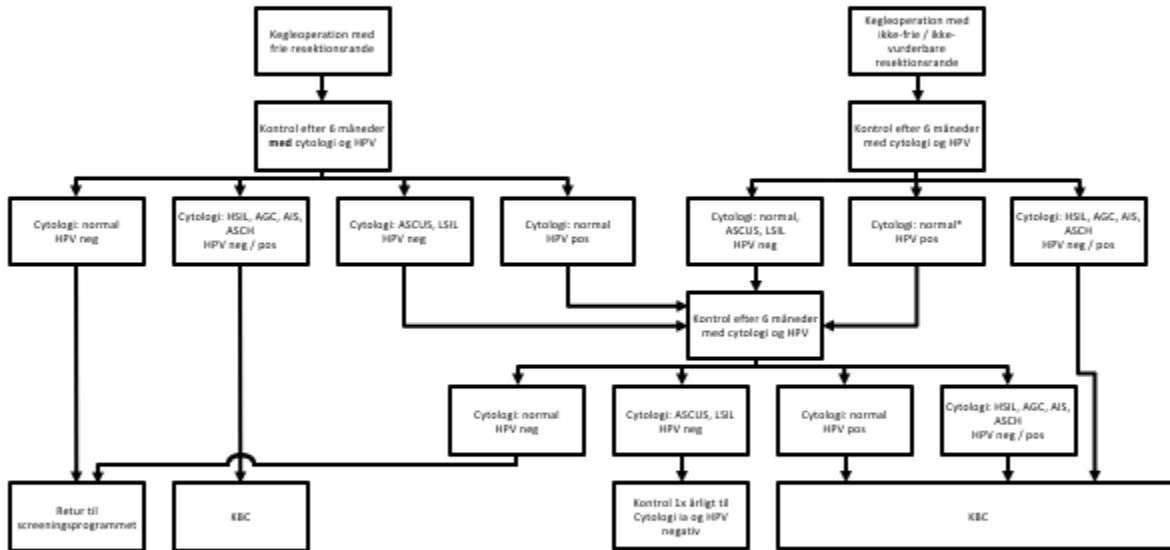 Kegleoperation med
frie resektionsrande
Kegleoperation med
ikke-frie / ikke-
vurderbare
resektionsrande
Kontrol efter 6 måneder
med cytologi og HPV
Kontrol efter 6 måneder
med cytologi og HPV
Cytologi: normal
HPV neg
Cytologi: HSIL, AGC, AIS,
ASCH
HPV neg / pos
Cytologi: ASCUS, LSIL
HPV neg
Cytologi: normal
HPV pos
Cytologi: normal,
ASCUS, LSIL
HPV neg
Cytologi: normal*
HPV pos
Cytologi: HSIL, AGC, AIS,
ASCH
HPV neg / pos
Kontrol efter 6 måneder
med cytologi og HPV
Cytologi: normal
HPV neg
Cytologi: ASCUS, LSIL
HPV neg
Cytologi: normal
HPV pos
Cytologi: HSIL, AGC, AIS,
ASCH
HPV neg / pos
Retur til
screeningsprogrammet
KBC
Kontrol 1x årligt til
Cytologi ia og HPV
negativ
KBC